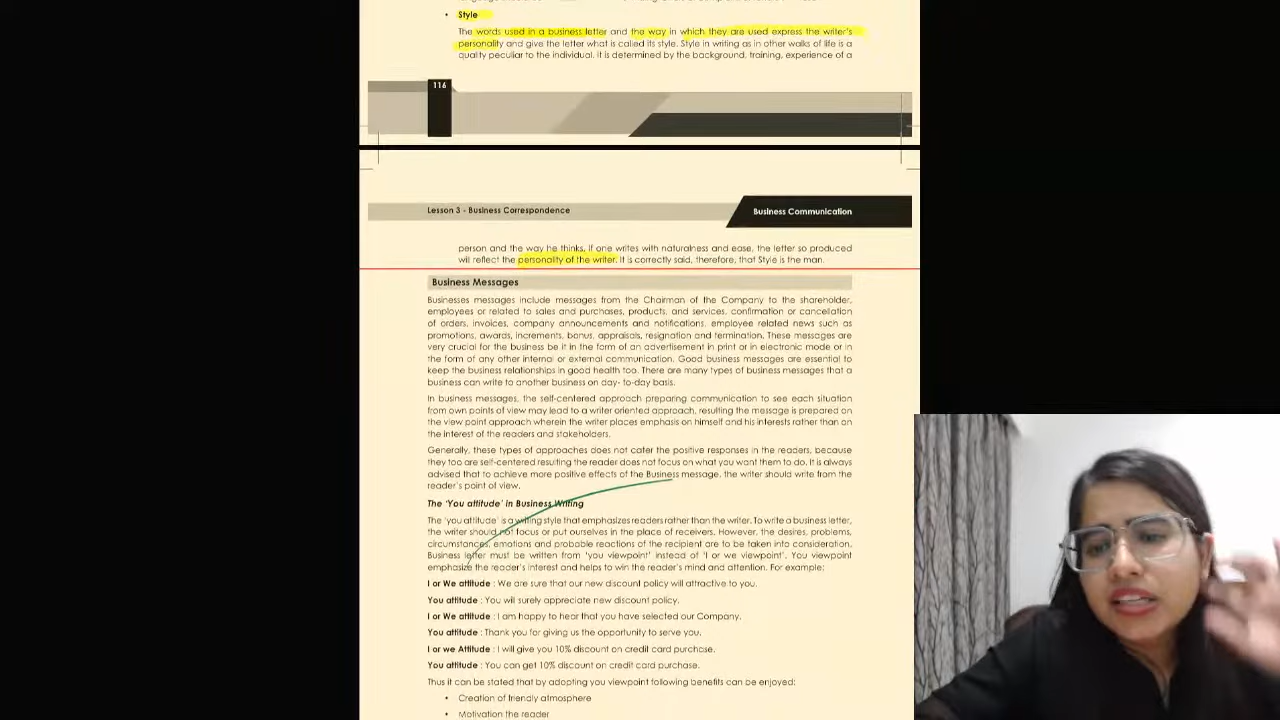 • Style
The words used in a business letter and the way in which they are used express the writer's
personality and give the letter what is called its style. Style in writing as in other walks of life is a
quality peculiar to the individual. It is determined by the background, training, experience of a
116
Lesson 3 - Business Correspondence
Business Communication
person and the way he thinks. If one writes with naturalness and ease, the letter so produced
will reflect the personality of the writer. It is correctly said, therefore, that Style is the man.
Business Messages
Businesses messages include messages from the Chairman of the Company to the shareholder,
employees or related to sales and purchases, products, and services, confirmation or cancellation
of orders, invoices, company announcements and notifications, employee related news such as
promotions, awards, increments, bonus, appraisals, resignation and termination. These messages are
very crucial for the business be it in the form of an advertisement in print or in electronic mode or in
the form of any other internal or external communication. Good business messages are essential to
keep the business relationships in good health too. There are many types of business messages that a
business can write to another business on day- to-day basis.
In business messages, the self-centered approach preparing communication to see each situation
from own points of view may lead to a writer oriented approach, resulting the message is prepared on
the view point approach wherein the writer places emphasis on himself and his interests rather than on
the interest of the readers and stakeholders.
Generally, these types of approaches does not cater the positive responses in the readers, because
they too are self-centered resulting the reader does not focus on what you want them to do. It is always
advised that to achieve more positive effects of the Business message, the writer should write from the
reader's point of view.
The 'You attitude' in Business Writing
The 'you attitude' is a writing style that emphasizes readers rather than the writer. To write a business letter,
the writer should not focus or put ourselves in the place of receivers. However, the desires, problems,
circumstances, emotions and probable reactions of the recipient are to be taken into consideration.
Business letter must be written from 'you viewpoint' instead of 'I or we viewpoint'. You viewpoint
emphasize the reader's interest and helps to win the reader's mind and attention. For example:
I or We attitude : We are sure that our new discount policy will attractive to you.
You attitude : You will surely appreciate new discount policy.
I or We attitude : I am happy to hear that you have selected our Company.
You attitude : Thank you for giving us the opportunity to serve you.
I or we Attitude : I will give you 10% discount on credit card purchase.
You attitude : You can get 10% discount on credit card purchase.
Thus it can be stated that by adopting you viewpoint following benefits can be enjoyed:
• Creation of friendly atmosphere
• Motivation the reader